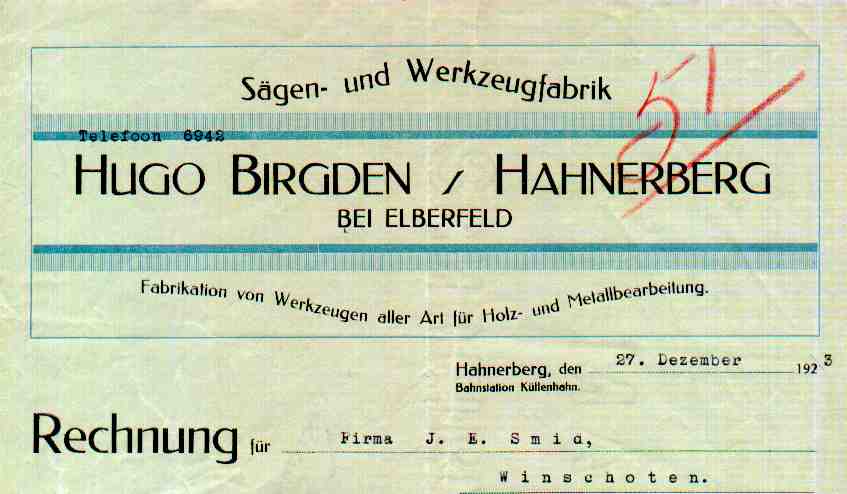 Sägen- und Werkzeugfabrik
57
Telefoon 6942
HUGO BIRGDEN / HAHNERBERG
BEI ELBERFELD
Fabrikation von Werkzeugen aller Art für Holz- und Metallbearbeitung.
Hahnerberg, den 27. Dezember 1923
Bahnstation Küllenhahn.
Rechnung für Firma J. E. Smid,
Winschoten.